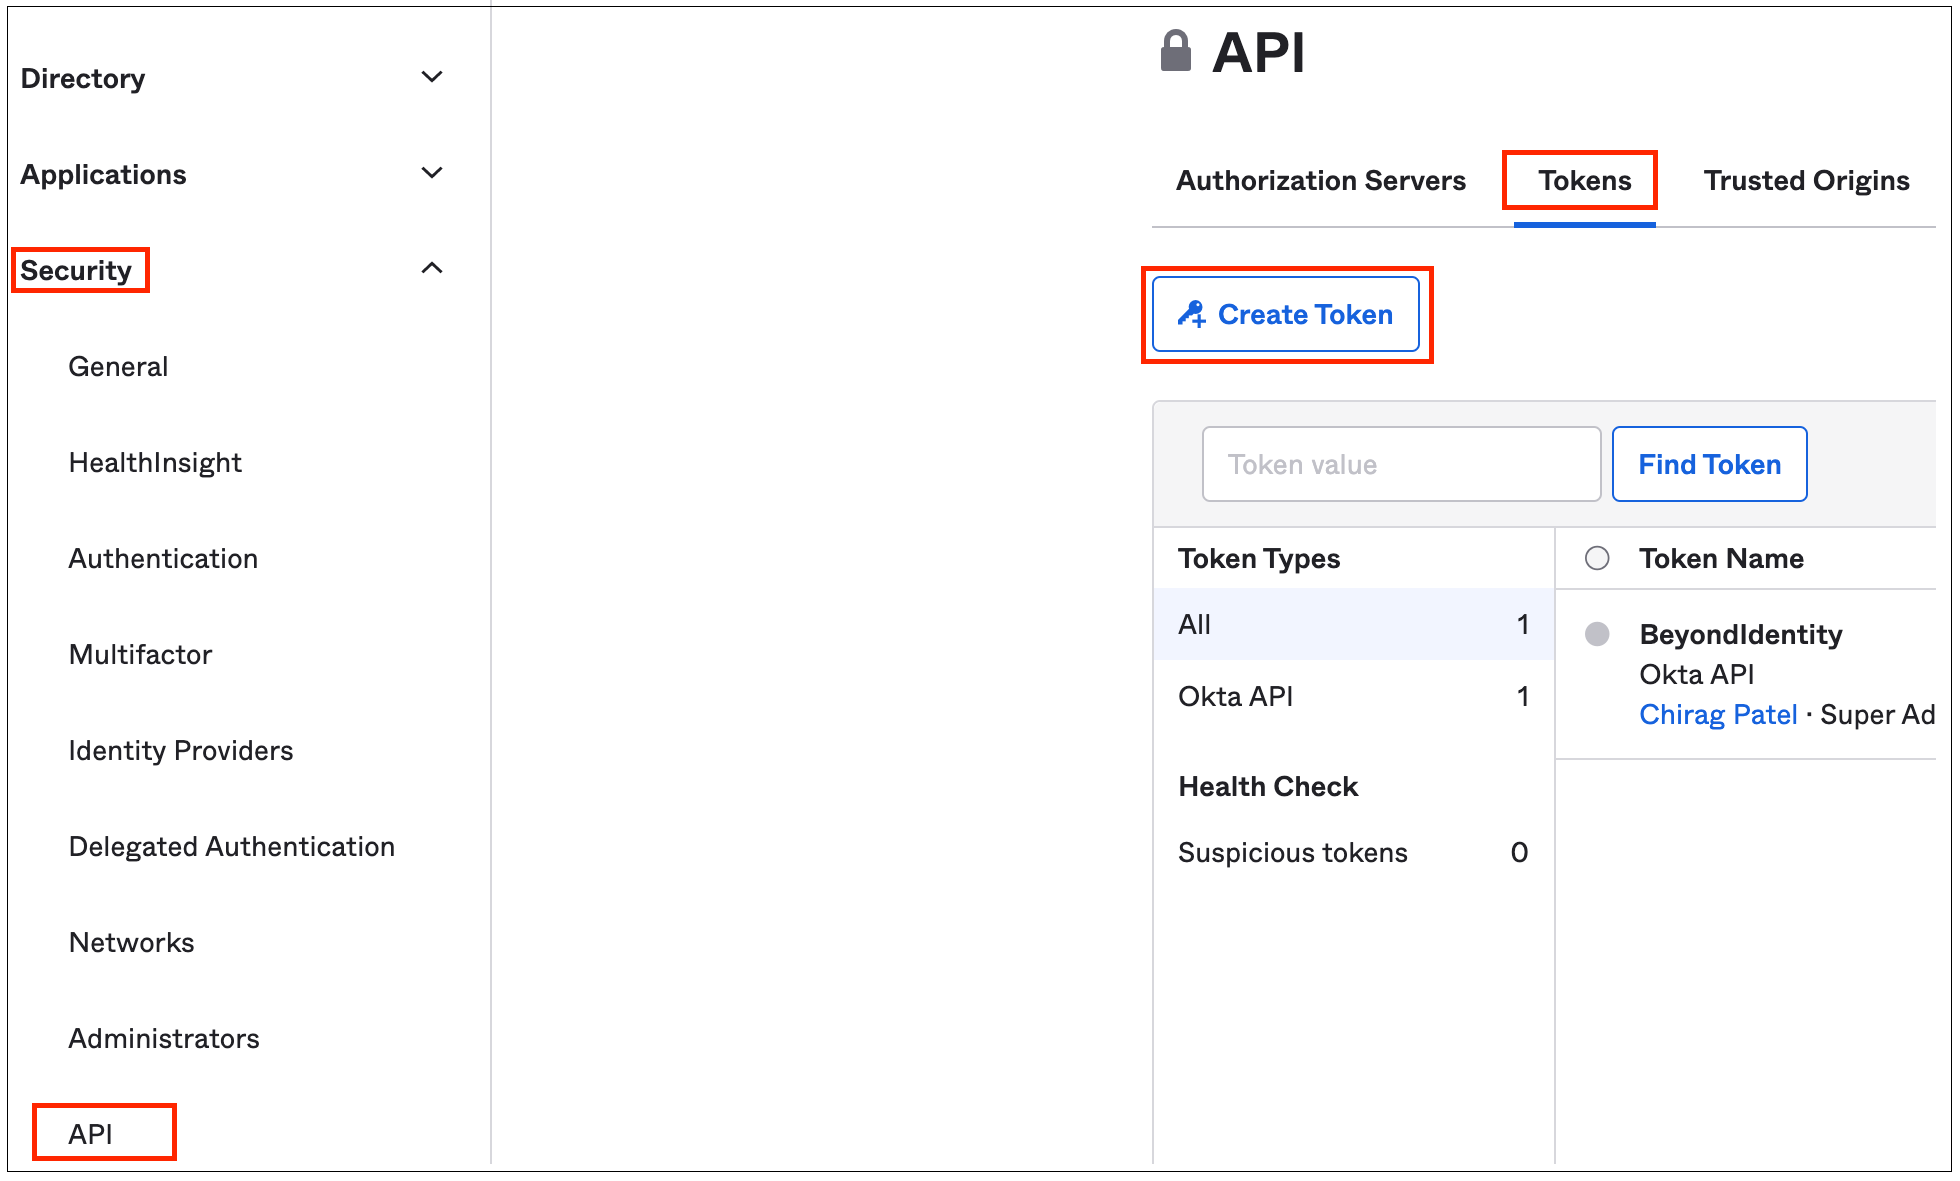 Directory
Applications
Security
General
HealthInsight
Authentication
Multifactor
Identity Providers
Delegated Authentication
Networks
Administrators
API
API
Authorization Servers Tokens Trusted Origins
Create Token
Token value Find Token
Token Types
All 1
Okta API 1
Health Check
Suspicious tokens 0
Token Name
BeyondIdentity
Okta API
Chirag Patel · Super Ad